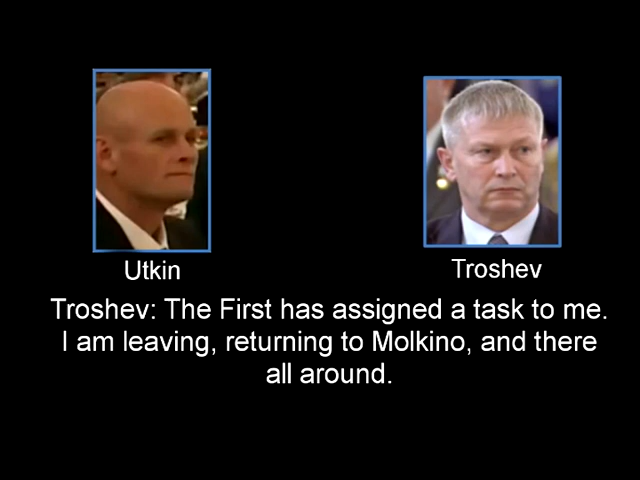 Utkin
Troshev
Troshev: The First has assigned a task to me.
I am leaving, returning to Molkino, and there
all around.